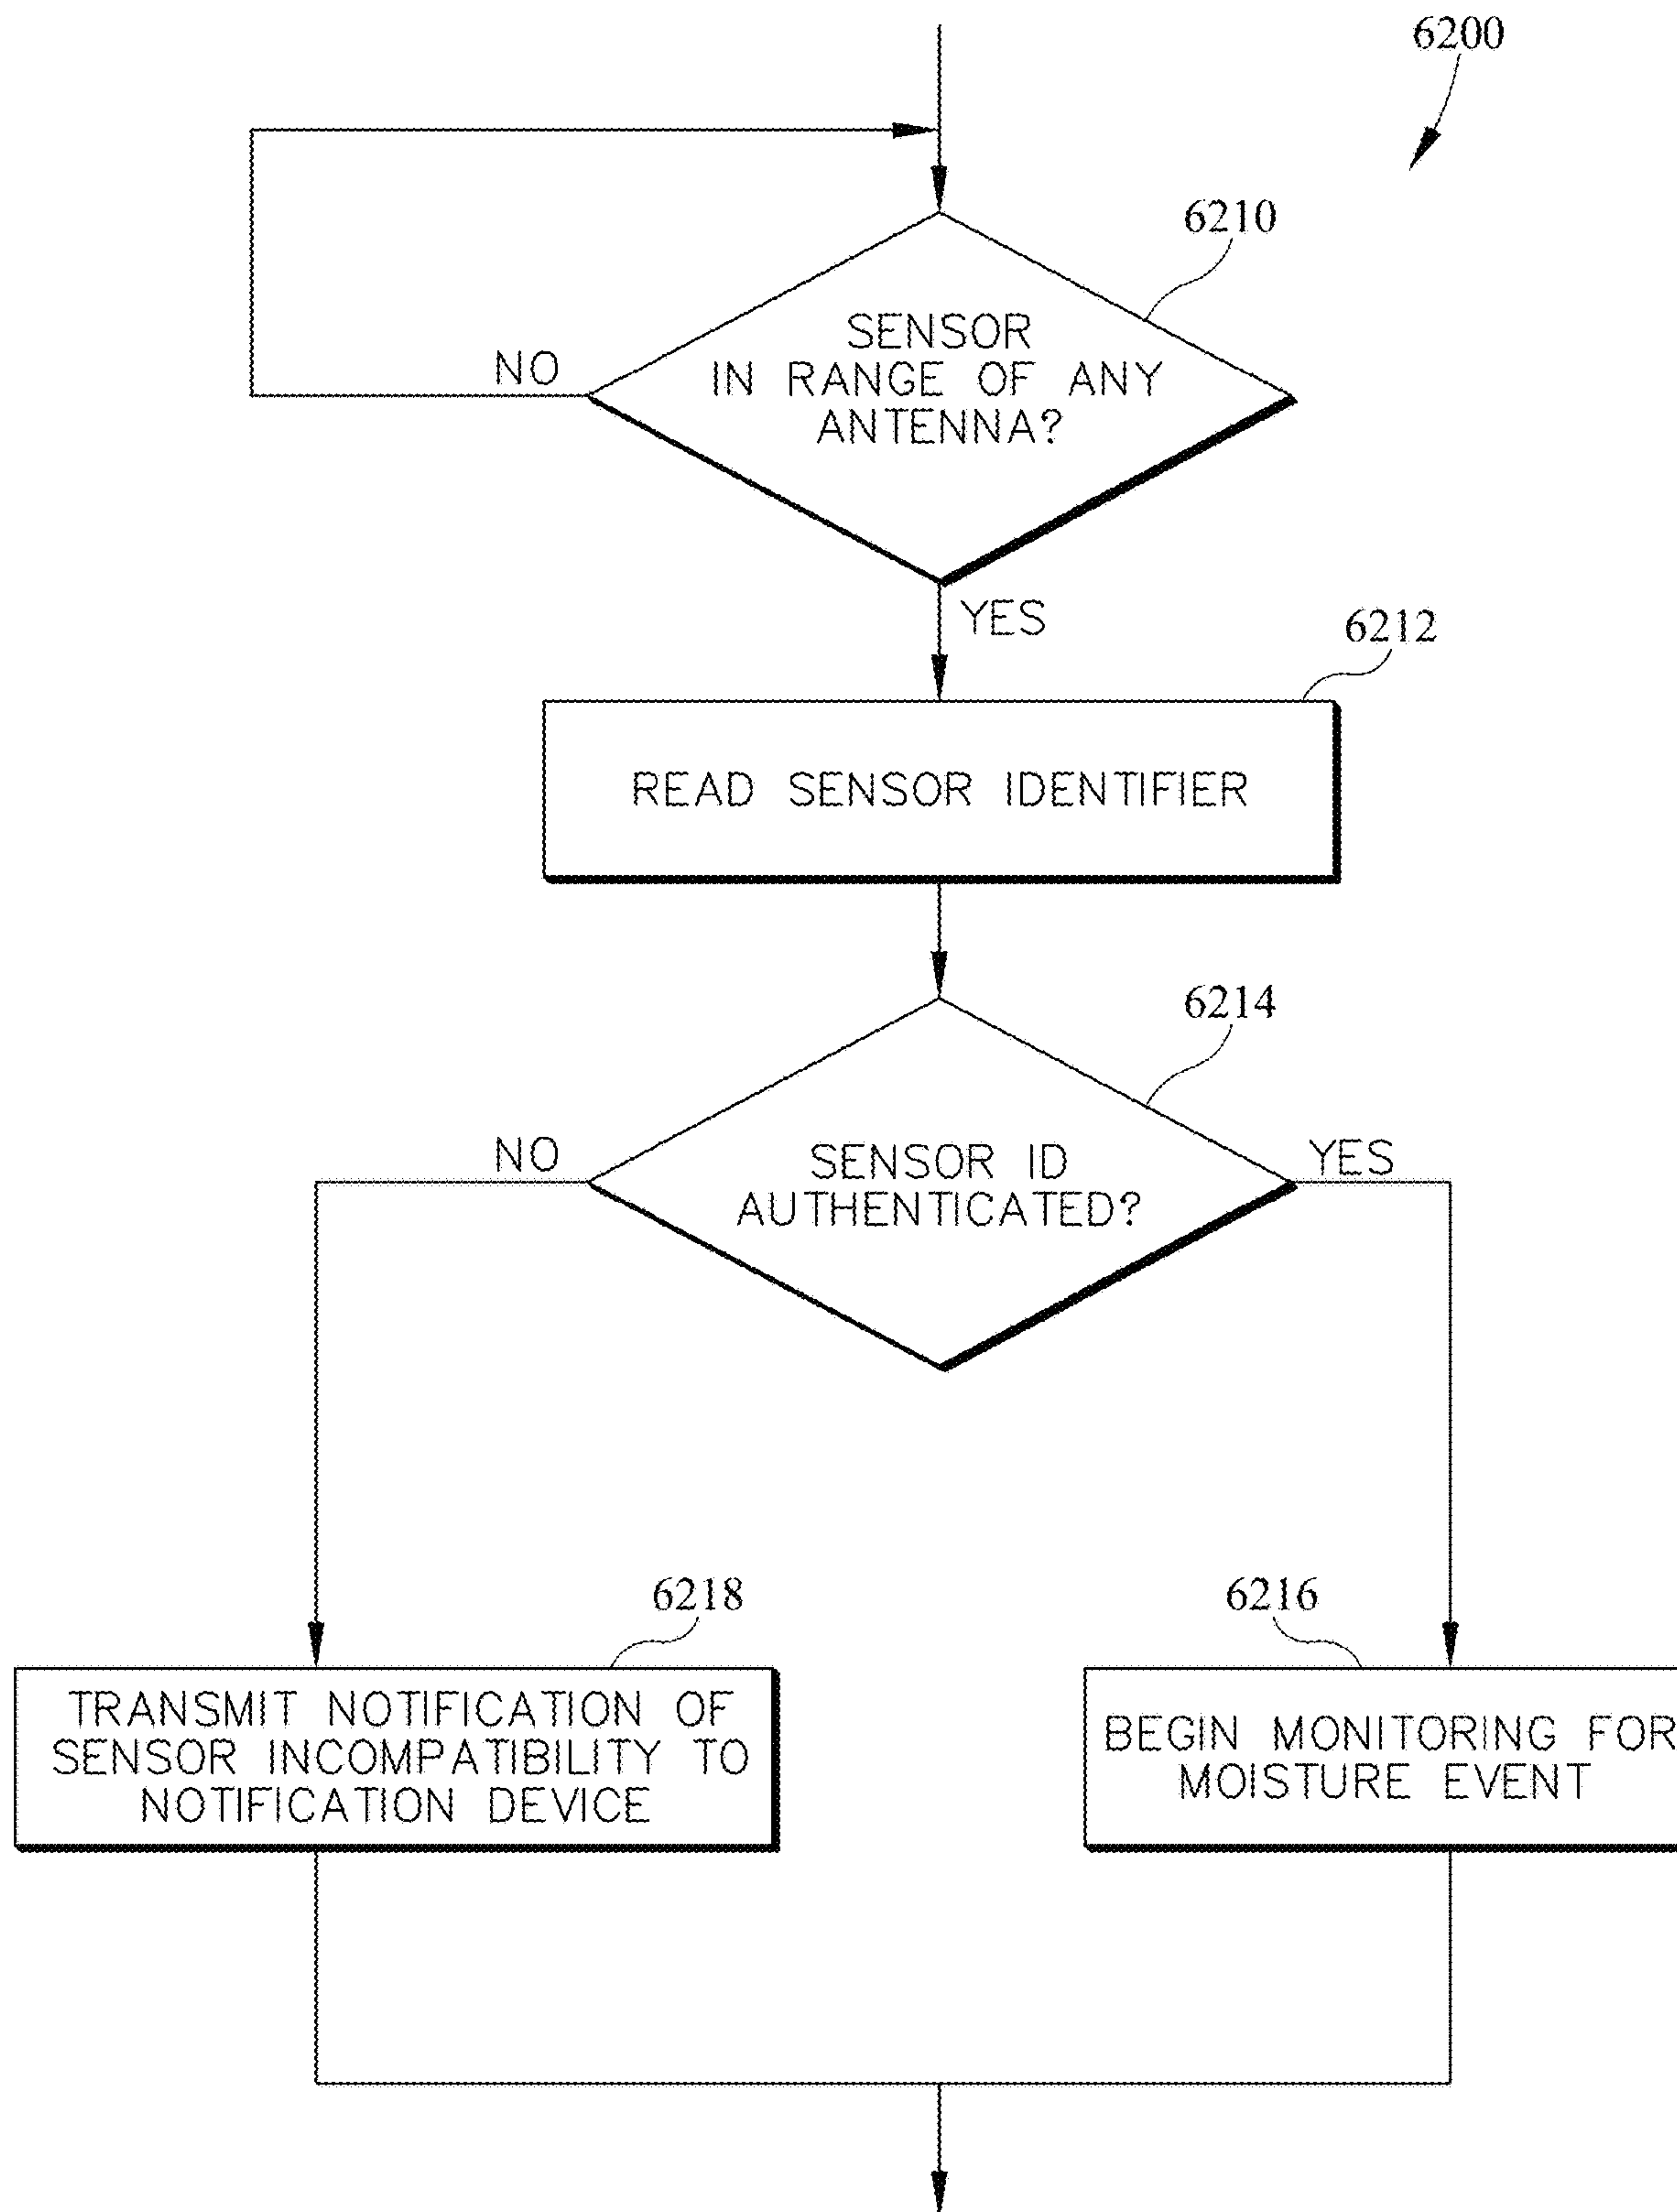 6200
6210
SENSOR
IN RANGE OF ANY
ANTENNA?
NO
YES
6212
READ SENSOR IDENTIFIER
6214
NO
SENSOR ID
AUTHENTICATED?
YES
6218
TRANSMIT NOTIFICATION OF
SENSOR INCOMPATIBILITY TO
NOTIFICATION DEVICE
6216
BEGIN MONITORING FOR
MOISTURE EVENT